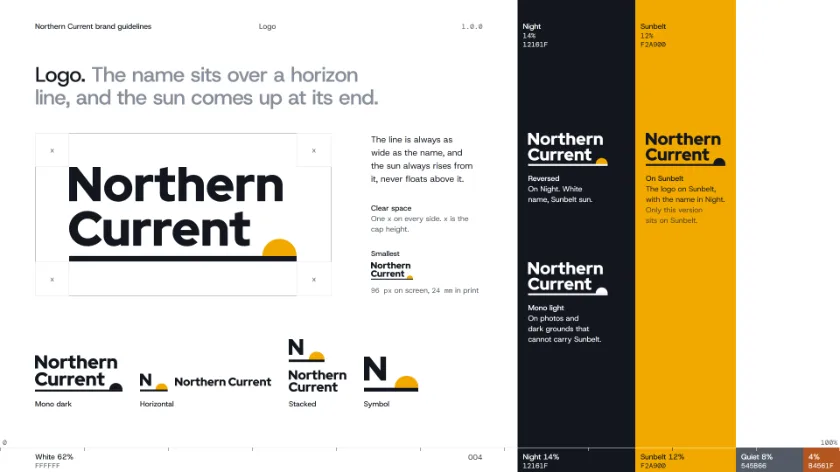 Northern Current brand guidelines
Logo
1.0.0
Logo. The name sits over a horizon
line, and the sun comes up at its end.
x
x
Northern
Current
x
x
The line is always as
wide as the name, and
the sun always rises from
it, never floats above it.
Clear space
One x on every side. x is the
cap height.
Smallest
Northern
Current
96 px on screen, 24 mm in print
Northern
Current
Mono dark
N
Northern Current
Horizontal
N
Northern
Current
Stacked
N
Symbol
Night
14%
12161F
Northern
Current
Reversed
On Night. White
name, Sunbelt sun.
Northern
Current
Mono light
On photos and
dark grounds that
cannot carry Sunbelt.
Sunbelt
12%
F2A900
Northern
Current
On Sunbelt
The logo on Sunbelt,
with the name in Night.
Only this version
sits on Sunbelt.
0
100%
White 62%
FFFFFF
004
Night 14%
12161F
Sunbelt 12%
F2A900
Quiet 8%
545B66
4%
B4561F